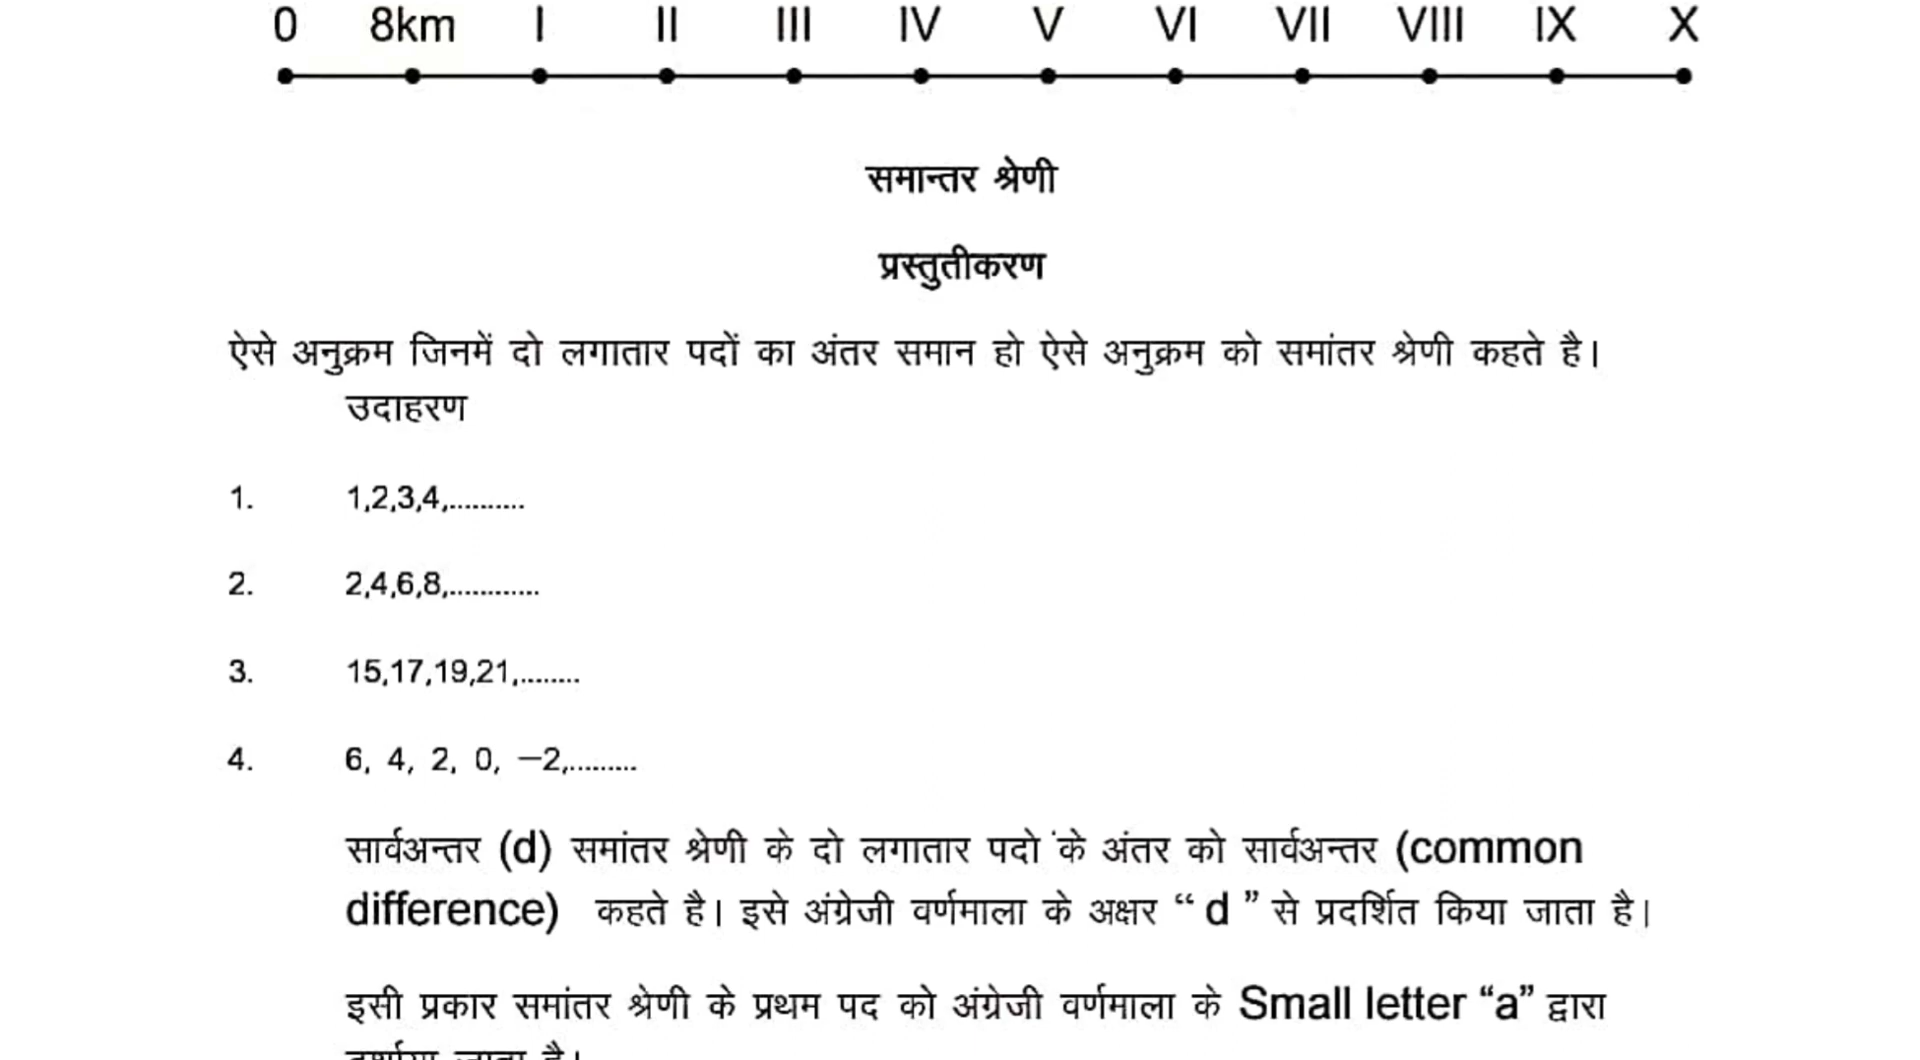 0 8km I II III IV V VI VII VIII IX X
समान्तर श्रेणी
प्रस्तुतीकरण
ऐसे अनुक्रम जिनमें दो लगातार पदों का अंतर समान हो ऐसे अनुक्रम को समांतर श्रेणी कहते है।
उदाहरण
1. 1,2,3,4,..........
2. 2,4,6,8,............
3. 15,17,19,21,........
4. 6, 4, 2, 0, –2,.........
सार्वअन्तर (d) समांतर श्रेणी के दो लगातार पदों के अंतर को सार्वअन्तर (common
difference) कहते है। इसे अंग्रेजी वर्णमाला के अक्षर “ d ” से प्रदर्शित किया जाता है।
इसी प्रकार समांतर श्रेणी के प्रथम पद को अंग्रेजी वर्णमाला के Small letter “a” द्वारा